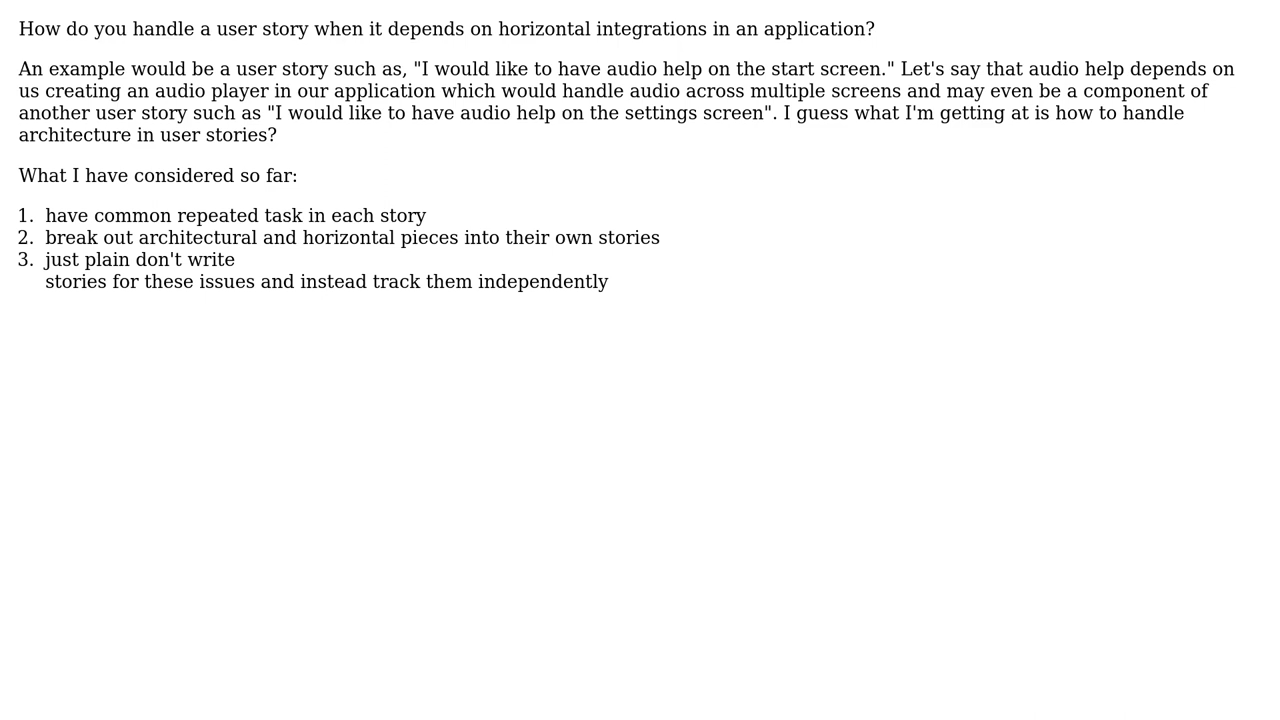 How do you handle a user story when it depends on horizontal integrations in an application?
An example would be a user story such as, "I would like to have audio help on the start screen." Let's say that audio help depends on
us creating an audio player in our application which would handle audio across multiple screens and may even be a component of
another user story such as "I would like to have audio help on the settings screen". I guess what I'm getting at is how to handle
architecture in user stories?
What I have considered so far:
1. have common repeated task in each story
2. break out architectural and horizontal pieces into their own stories
3. just plain don't write
stories for these issues and instead track them independently